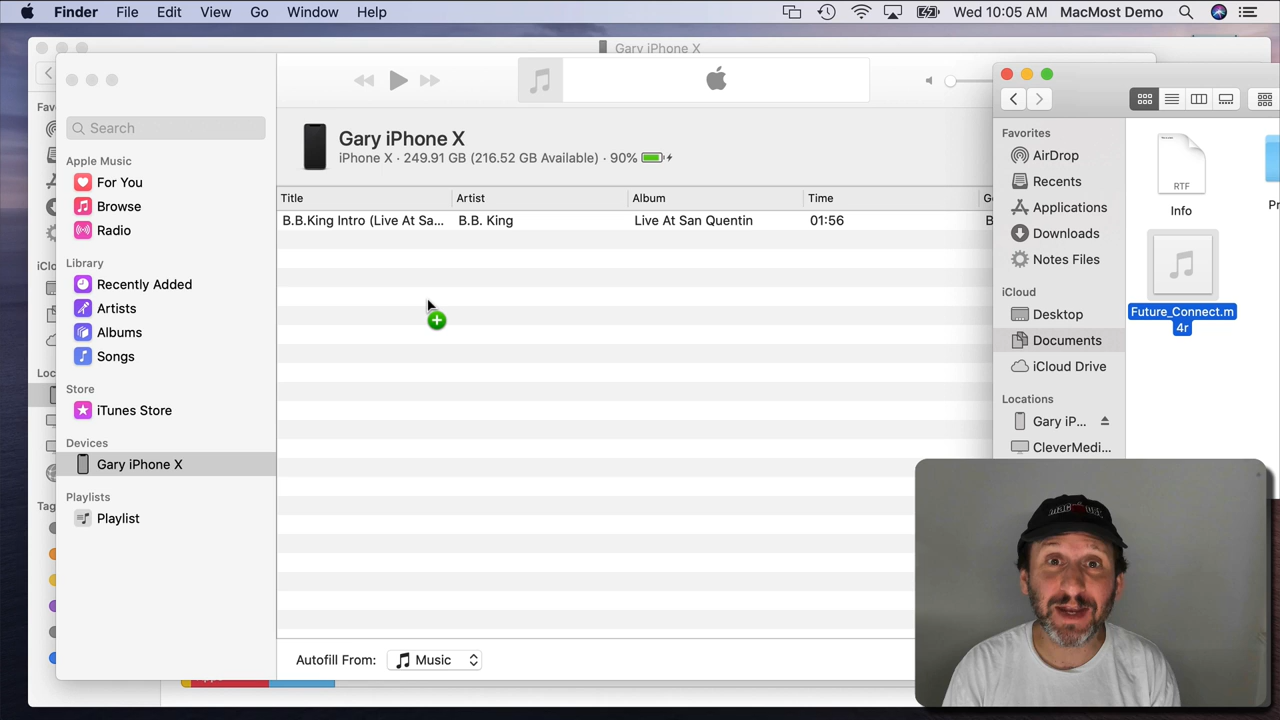 Finder File Edit View Go Window Help Wed 10:05 AM MacMost Demo
Gary iPhone X
Fav
iCl
Loc
Tag
Search
Apple Music
For You
Browse
Radio
Library
Recently Added
Artists
Albums
Songs
Store
iTunes Store
Devices
Gary iPhone X
Playlists
Playlist
Gary iPhone X
iPhone X · 249.91 GB (216.52 GB Available) · 90%
Title Artist Album Time
B.B.King Intro (Live At Sa... B.B. King Live At San Quentin 01:56
Autofill From: Music
Favorites
AirDrop
Recents
Applications
Downloads
Notes Files
iCloud
Desktop
Documents
iCloud Drive
Locations
Gary iP...
CleverMedi...
RTF
Info
Future_Connect.m
4r